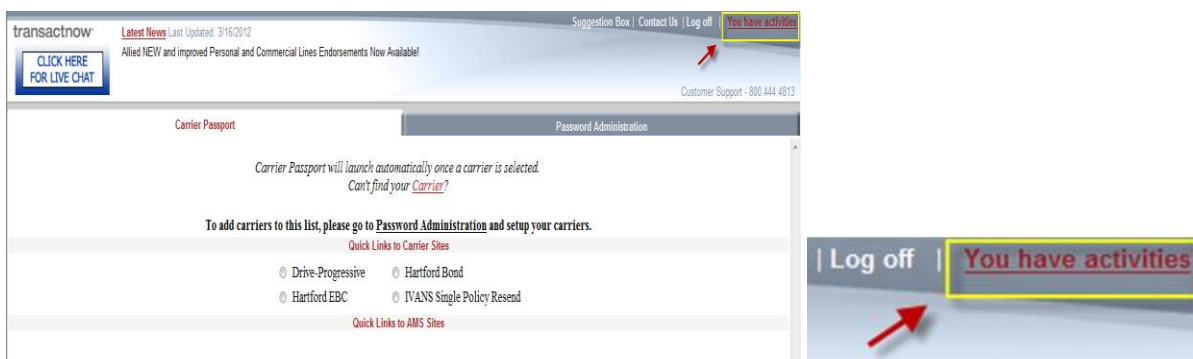 Suggestion Box | Contact Us | Log off | You have activities
transactnow
Latest News Last Updated: 3/16/2012
Allied NEW and improved Personal and Commercial Lines Endorsements Now Available!
CLICK HERE
FOR LIVE CHAT
Customer Support - 800.444.4813
Carrier Passport
Password Administration
Carrier Passport will launch automatically once a carrier is selected.
Can't find your Carrier?
To add carriers to this list, please go to Password Administration and setup your carriers.
Quick Links to Carrier Sites
Drive-Progressive
Hartford Bond
Hartford EBC
IVANS Single Policy Resend
Quick Links to AMS Sites
| Log off | You have activities